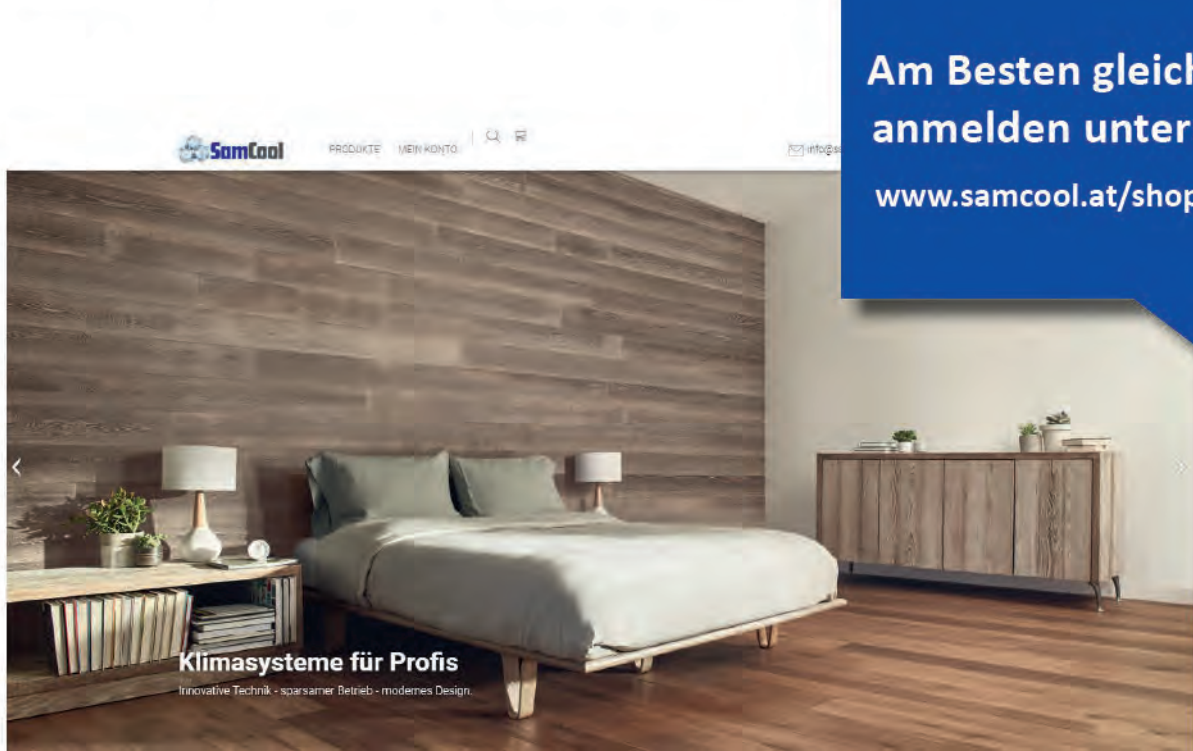 Am Besten gleich
anmelden unter
www.samcool.at/shop
SamCool
PRODUKTE MEIN KONTO
Klimasysteme für Profis
Innovative Technik - sparsamer Betrieb - modernes Design.